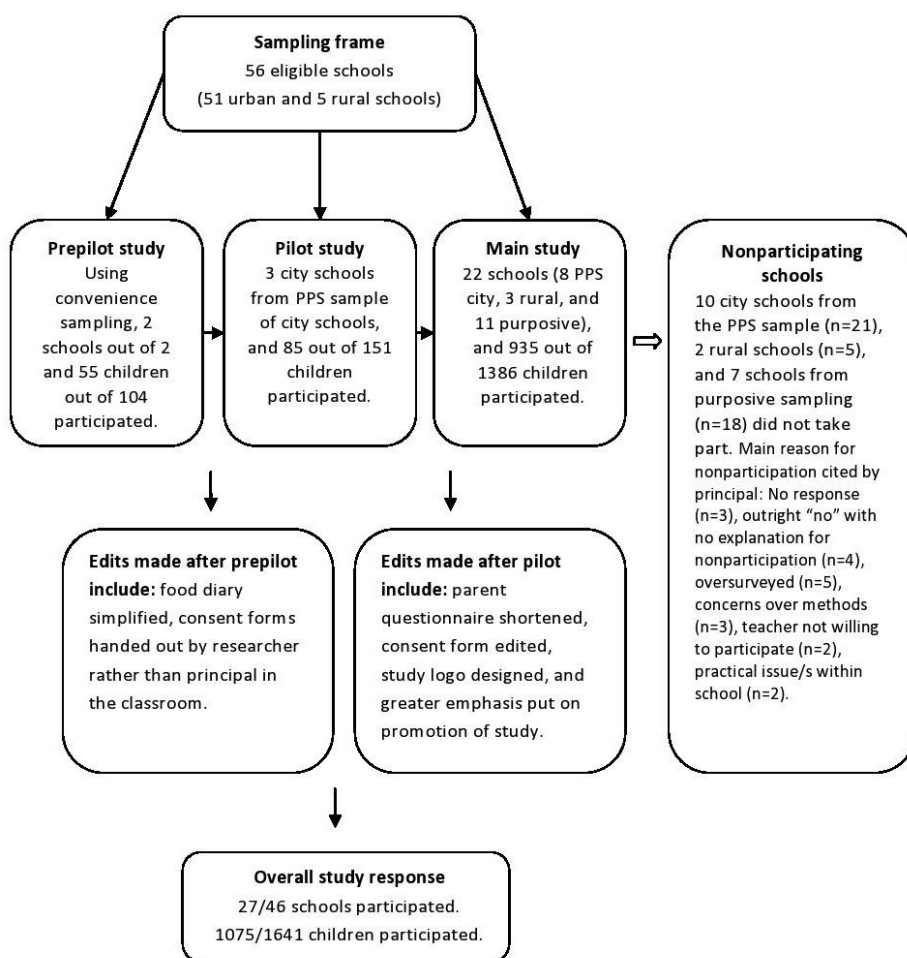 Sampling frame
56 eligible schools
(51 urban and 5 rural schools)
Prepilot study
Using
convenience
sampling, 2
schools out of 2
and 55 children
out of 104
participated.
Pilot study
3 city schools
from PPS sample
of city schools,
and 85 out of 151
children
participated.
Main study
22 schools (8 PPS
city, 3 rural, and
11 purposive),
and 935 out of
1386 children
participated.
Nonparticipating
schools
10 city schools from
the PPS sample (n=21),
2 rural schools (n=5),
and 7 schools from
purposive sampling
(n=18) did not take
part. Main reason for
nonparticipation cited by
principal: No response
(n=3), outright “no” with
no explanation for
nonparticipation (n=4),
oversurveyed (n=5),
concerns over methods
(n=3), teacher not willing
to participate (n=2),
practical issue/s within
school (n=2).
Edits made after prepilot
include: food diary
simplified, consent forms
handed out by researcher
rather than principal in
the classroom.
Edits made after pilot
include: parent
questionnaire shortened,
consent form edited,
study logo designed, and
greater emphasis put on
promotion of study.
Overall study response
27/46 schools participated.
1075/1641 children participated.